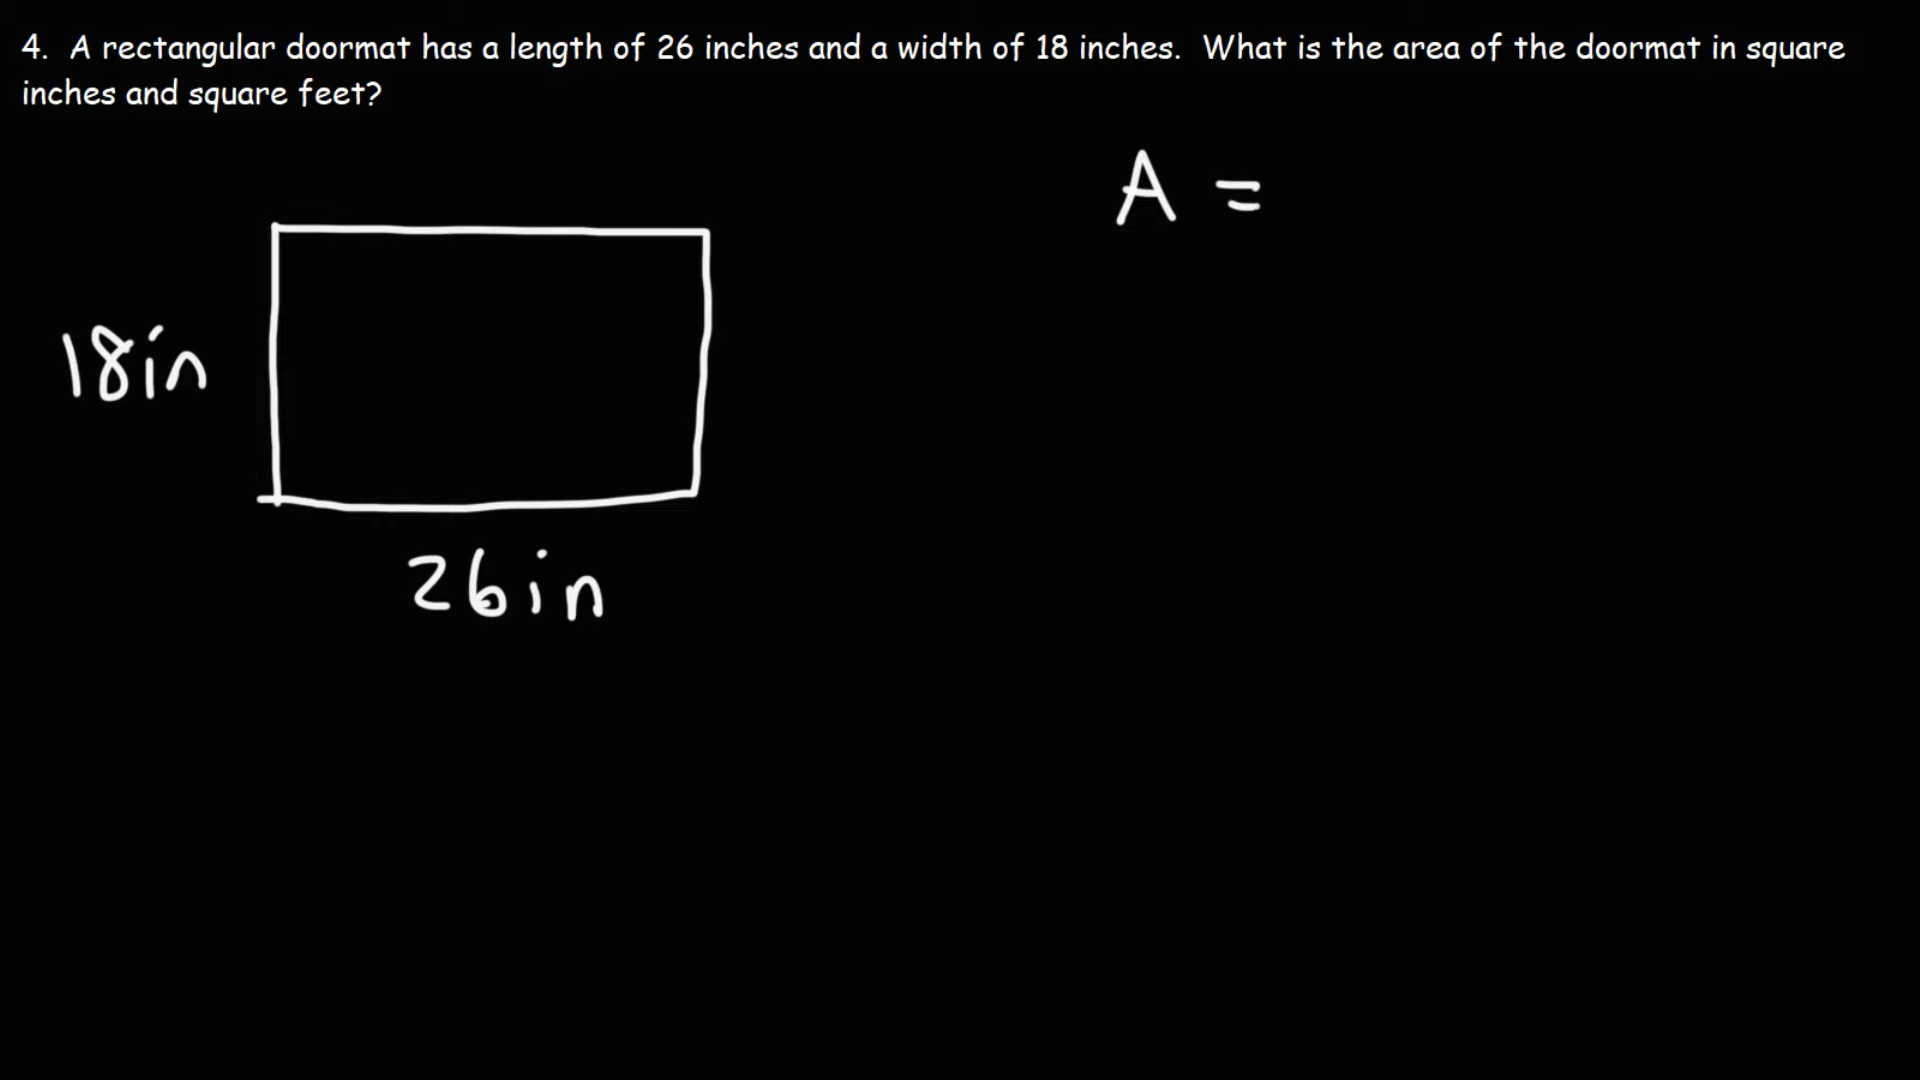 4. A rectangular doormat has a length of 26 inches and a width of 18 inches. What is the area of the doormat in square
inches and square feet?
A =
18in
26in